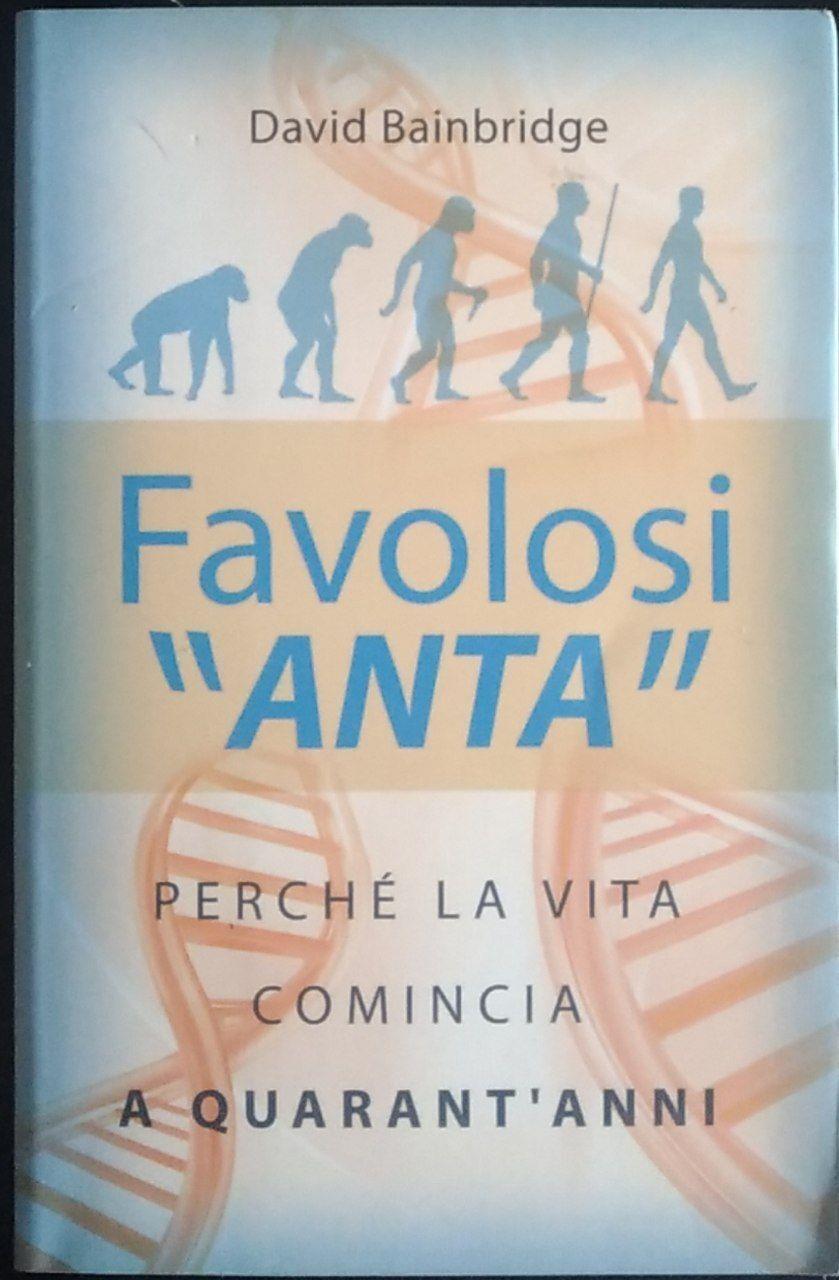 David Bainbridge
Favolosi
"ANTA"
PERCHÉ LA VITA
COMINCIA
A QUARANT'ANNI